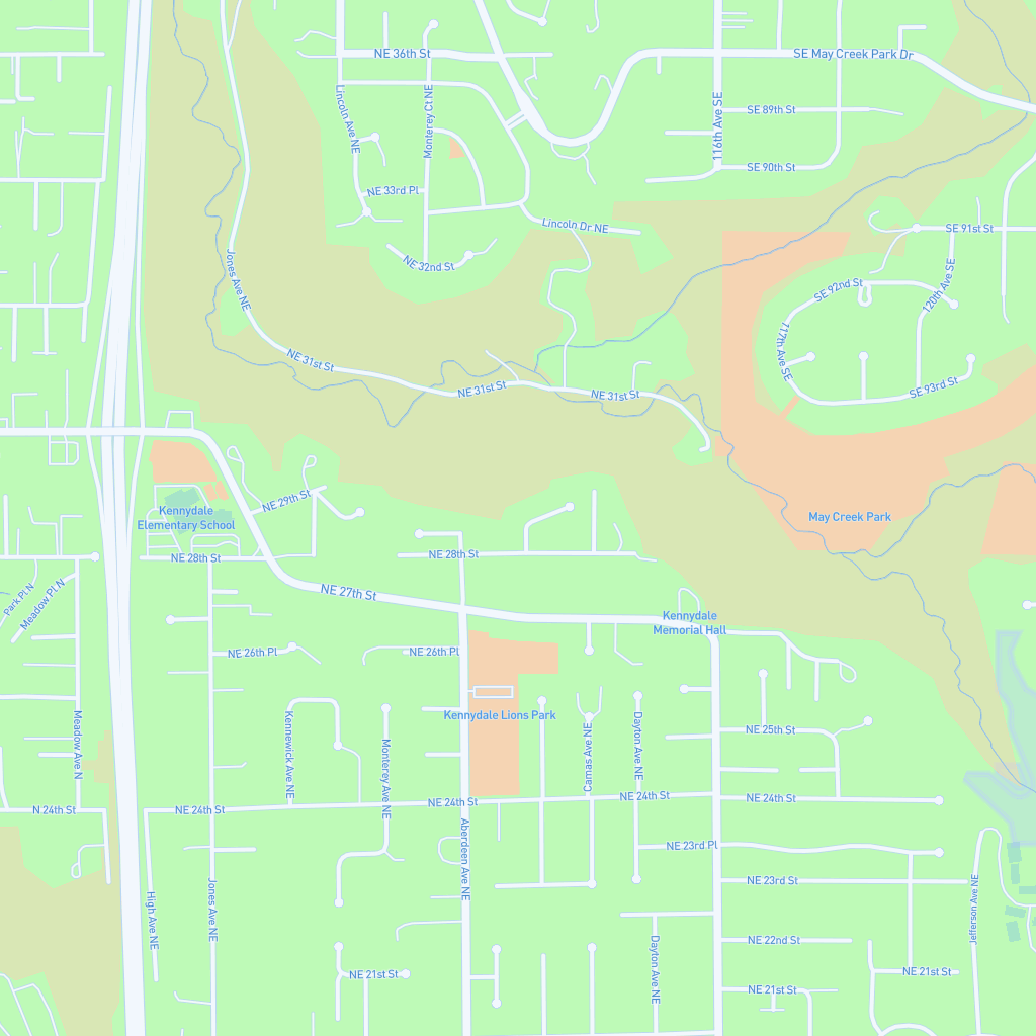 NE 36th St
SE May Creek Park Dr
Lincoln Ave NE
Monterey Ct NE
116th Ave SE
SE 89th St
SE 90th St
NE 33rd Pl
Lincoln Dr NE
SE 91st St
NE 32nd St
Jones Ave NE
SE 92nd St
120th Ave SE
117th Ave SE
NE 31st St
NE 31st St
NE 31st St
SE 93rd St
NE 29th St
Kennydale
Elementary School
May Creek Park
NE 28th St
NE 28th St
Park Pl N
Meadow Pl N
NE 27th St
Kennydale
Memorial Hall
NE 26th Pl
NE 26th Pl
Kennydale Lions Park
Meadow Ave N
Kennewick Ave NE
Monterey Ave NE
Camas Ave NE
Dayton Ave NE
NE 25th St
N 24th St
NE 24th St
NE 24th St
NE 24th St
NE 24th St
Aberdeen Ave NE
NE 23rd Pl
NE 23rd St
High Ave NE
Jones Ave NE
Jefferson Ave NE
Dayton Ave NE
NE 22nd St
NE 21st St
NE 21st St
NE 21st St